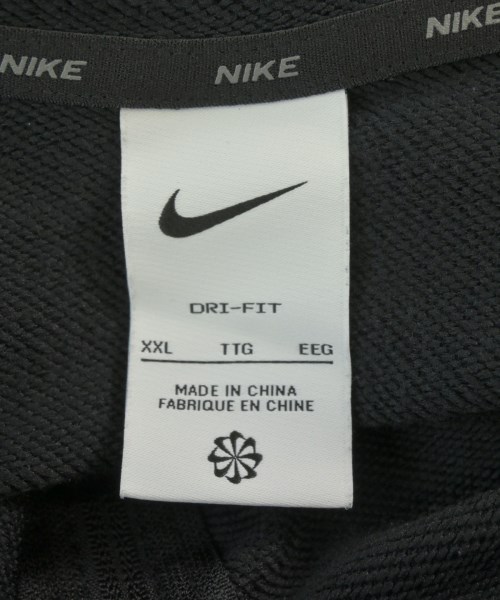 NIKE NIKE NIKE
DRI-FIT
XXL TTG EEG
MADE IN CHINA
FABRIQUE EN CHINE